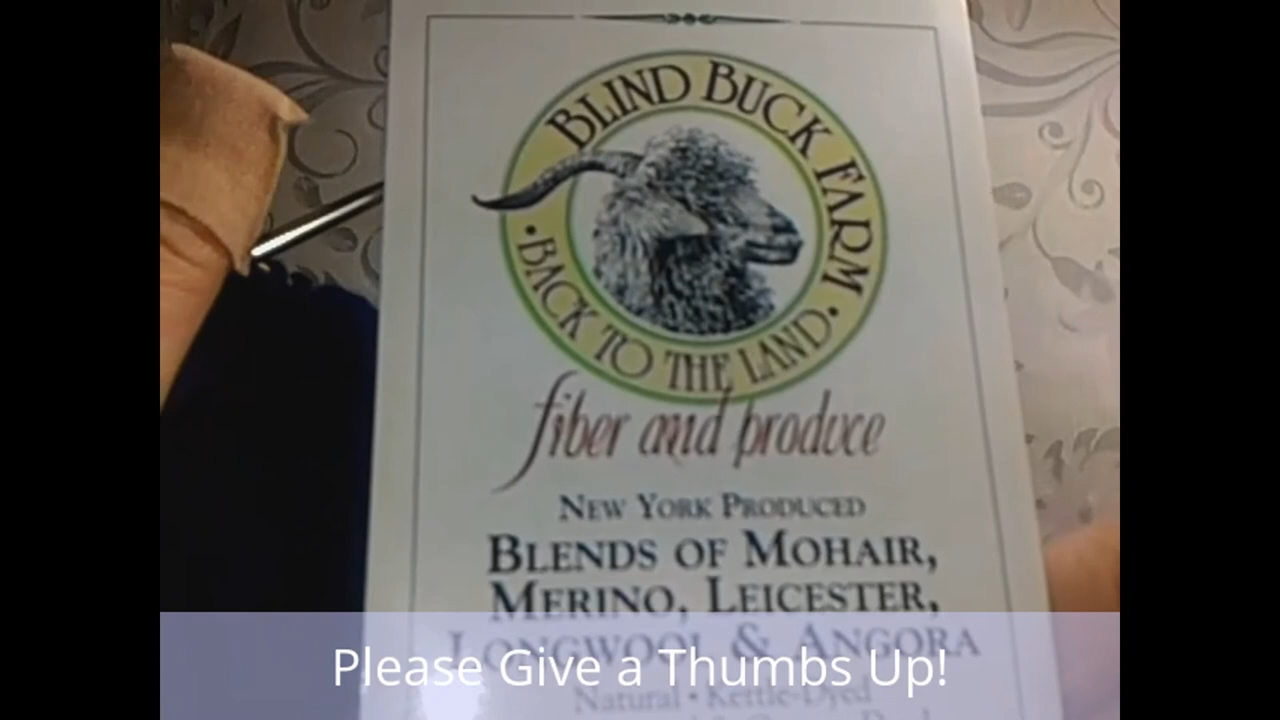 BLIND BUCK FARM
• BACK TO THE LAND •
fiber and produce
NEW YORK PRODUCED
BLENDS OF MOHAIR,
MERINO, LEICESTER,
LONGWOOL & ANGORA
Please Give a Thumbs Up!
Natural • Kettle-Dyed